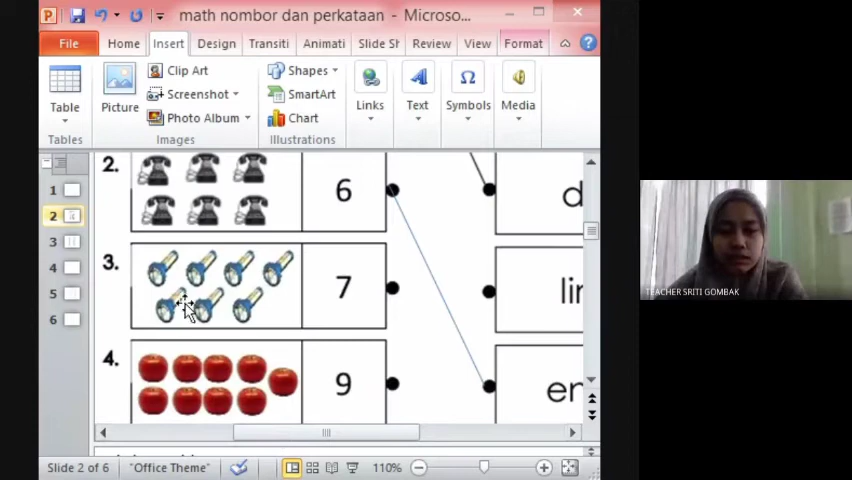 math nombor dan perkataan - Microso...
File Home Insert Design Transiti Animati Slide Sh Review View Format
Table
Picture
Clip Art
Screenshot
Photo Album
Shapes
SmartArt
Chart
Links
Text
Symbols
Media
Tables
Images
Illustrations
1
2
3
4
5
6
2.
6
d
3.
7
lin
4.
9
en
TEACHER SRITI GOMBAK
Slide 2 of 6 "Office Theme" 110%